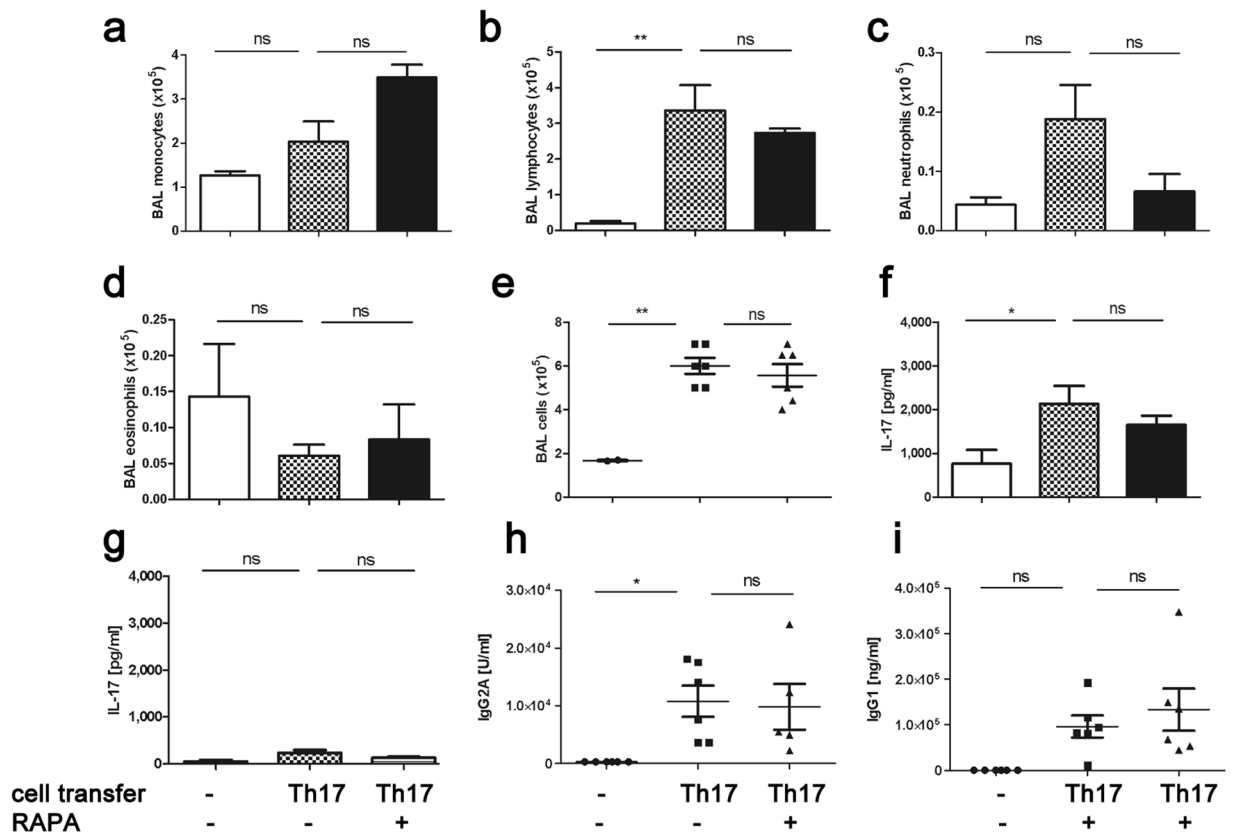 a
ns
ns
BAL monocytes (x10⁵)
4
3
2
1
0
b
**
ns
BAL lymphocytes (x10⁵)
5
4
3
2
1
0
c
ns
ns
BAL neutrophils (x10⁵)
0.3
0.2
0.1
0.0
d
ns
ns
BAL eosinophils (x10⁵)
0.25
0.20
0.15
0.10
0.05
0.00
e
**
ns
BAL cells (x10⁵)
8
6
4
2
0
f
*
ns
IL-17 [pg/ml]
4,000
3,000
2,000
1,000
0
g
ns
ns
IL-17 [pg/ml]
4,000
3,000
2,000
1,000
0
h
*
ns
IgG2A [U/ml]
3.0×10⁴
2.0×10⁴
1.0×10⁴
0
i
ns
ns
IgG1 [ng/ml]
4.0×10⁵
3.0×10⁵
2.0×10⁵
1.0×10⁵
0
cell transfer - Th17 Th17 - Th17 Th17 - Th17 Th17
RAPA - - + - - + - + +